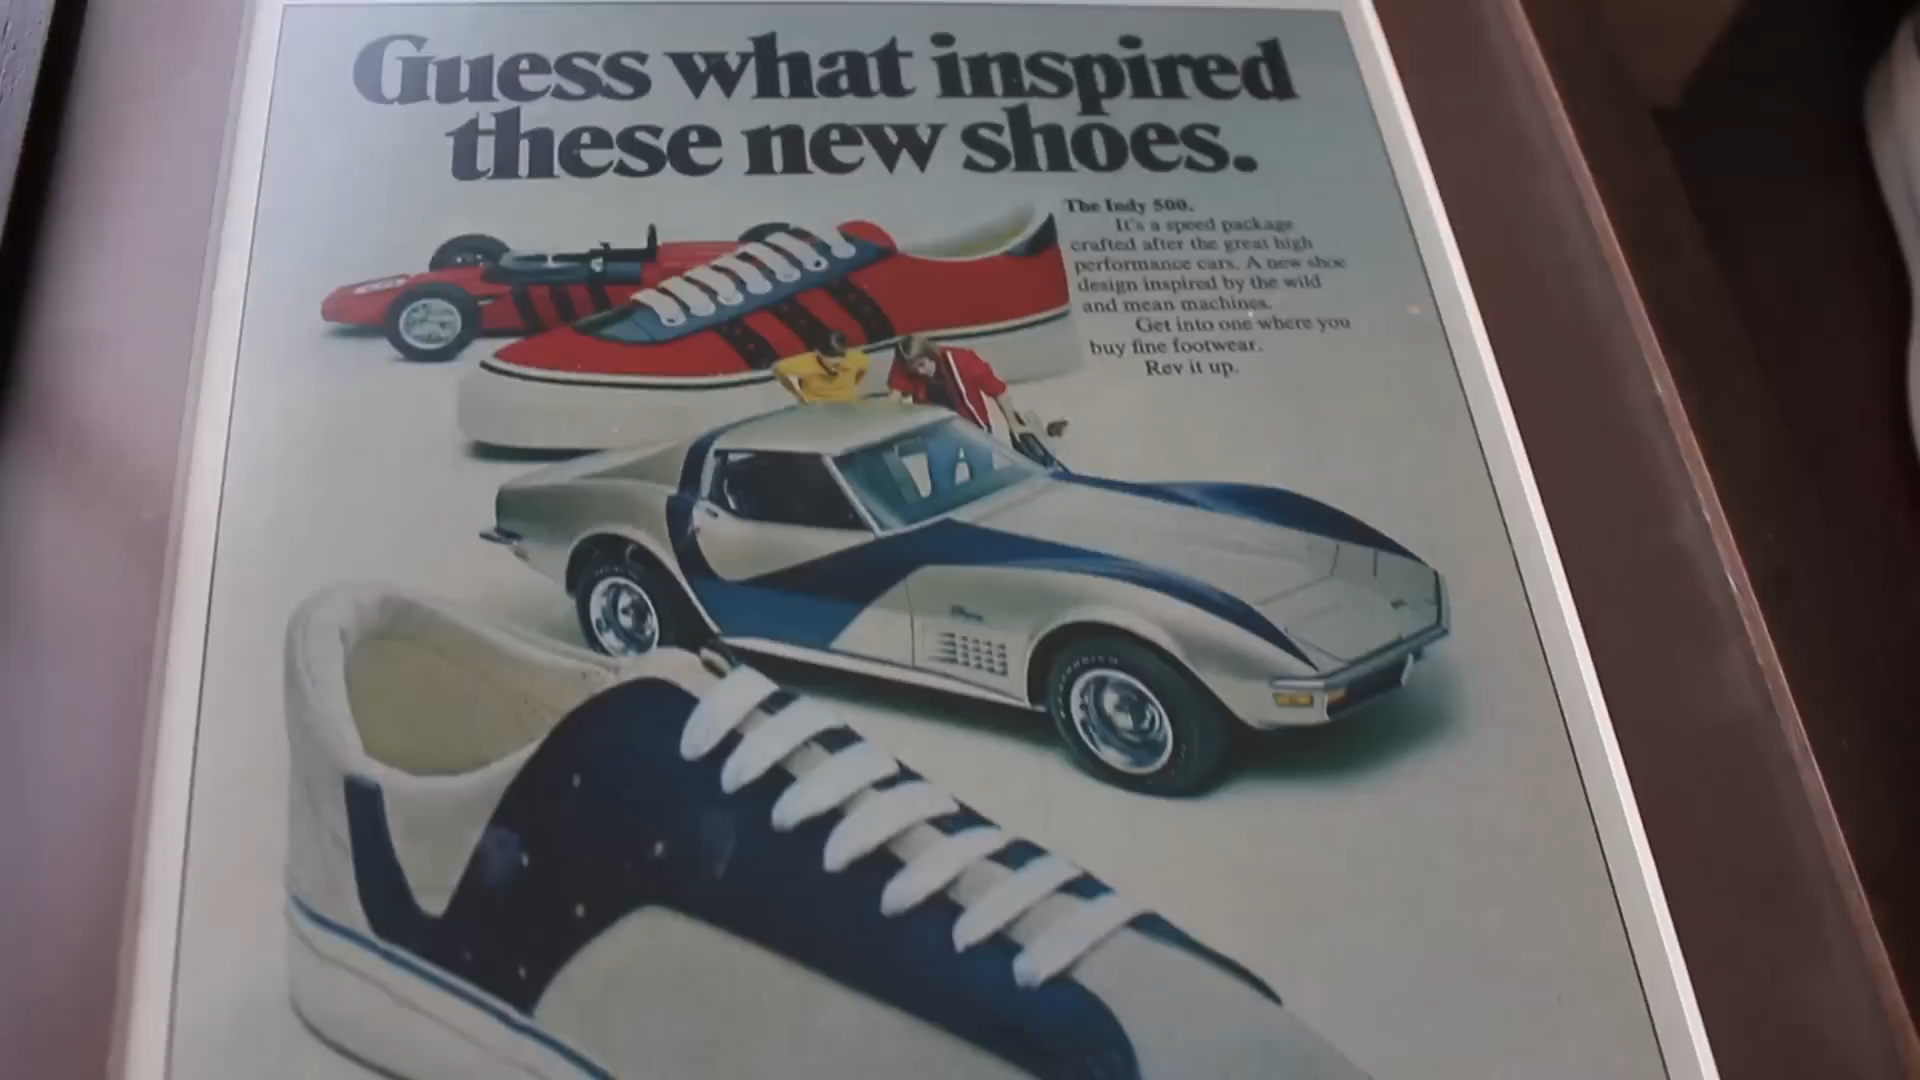 Guess what inspired
these new shoes.
The Indy 500.
It's a speed package
crafted after the great high
performance cars. A new shoe
design inspired by the wild
and mean machines.
Get into one where you
buy fine footwear.
Rev it up.